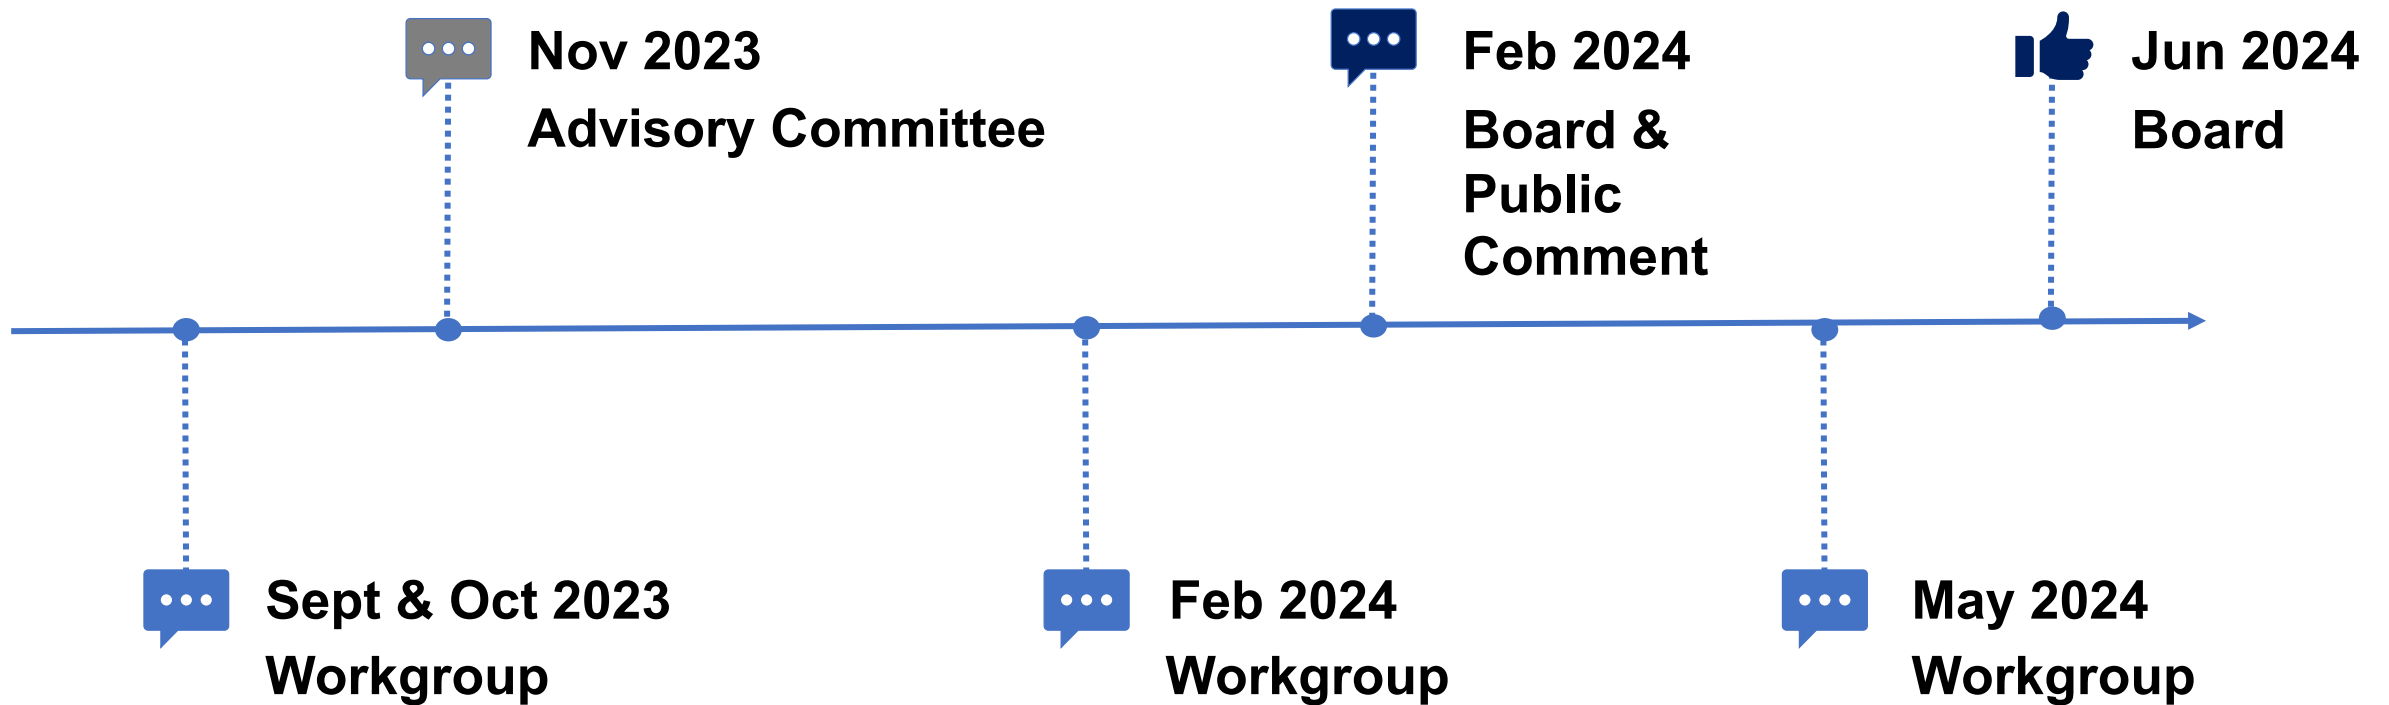 Nov 2023
Advisory Committee
Feb 2024
Board &
Public
Comment
Jun 2024
Board
Sept & Oct 2023
Workgroup
Feb 2024
Workgroup
May 2024
Workgroup